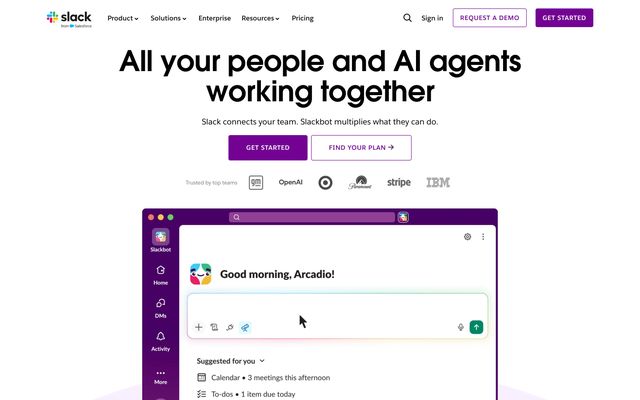 slack
from salesforce
Product
Solutions
Enterprise
Resources
Pricing
Sign in
REQUEST A DEMO
GET STARTED
All your people and AI agents
working together
Slack connects your team. Slackbot multiplies what they can do.
GET STARTED
FIND YOUR PLAN →
Trusted by top teams
gm
OpenAI
Paramount
stripe
IBM
Slackbot
Home
DMs
Activity
More
Good morning, Arcadio!
Suggested for you
Calendar • 3 meetings this afternoon
To-dos • 1 item due today